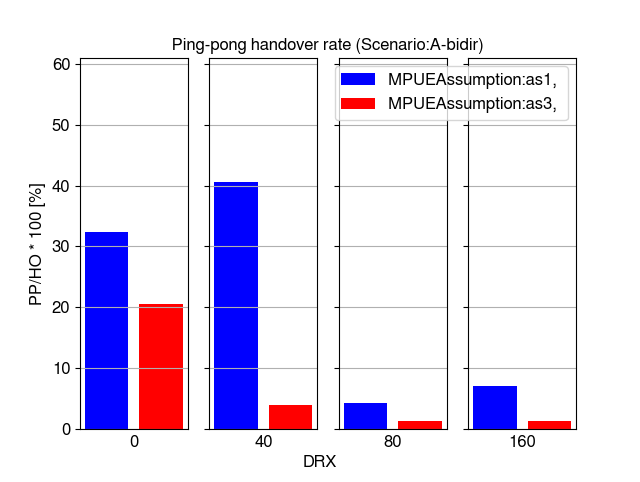 Ping-pong handover rate (Scenario:A-bidir)
MPUEAssumption:as1,
MPUEAssumption:as3,
PP/HO * 100 [%]
60
50
40
30
20
10
0
0 40 80 160
DRX